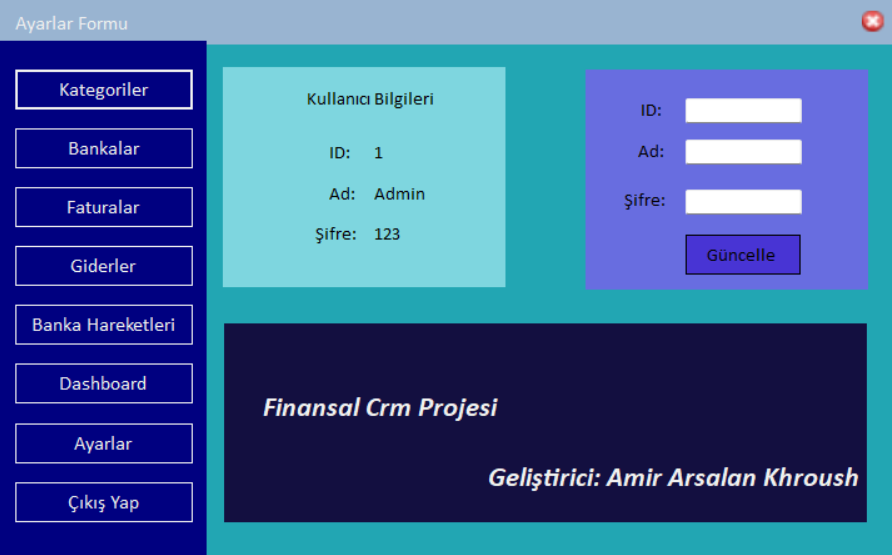 Ayarlar Formu
Kategoriler
Bankalar
Faturalar
Giderler
Banka Hareketleri
Dashboard
Ayarlar
Çıkış Yap
Kullanıcı Bilgileri
ID: 1
Ad: Admin
Şifre: 123
ID:
Ad:
Şifre:
Güncelle
Finansal Crm Projesi
Geliştirici: Amir Arsalan Khroush